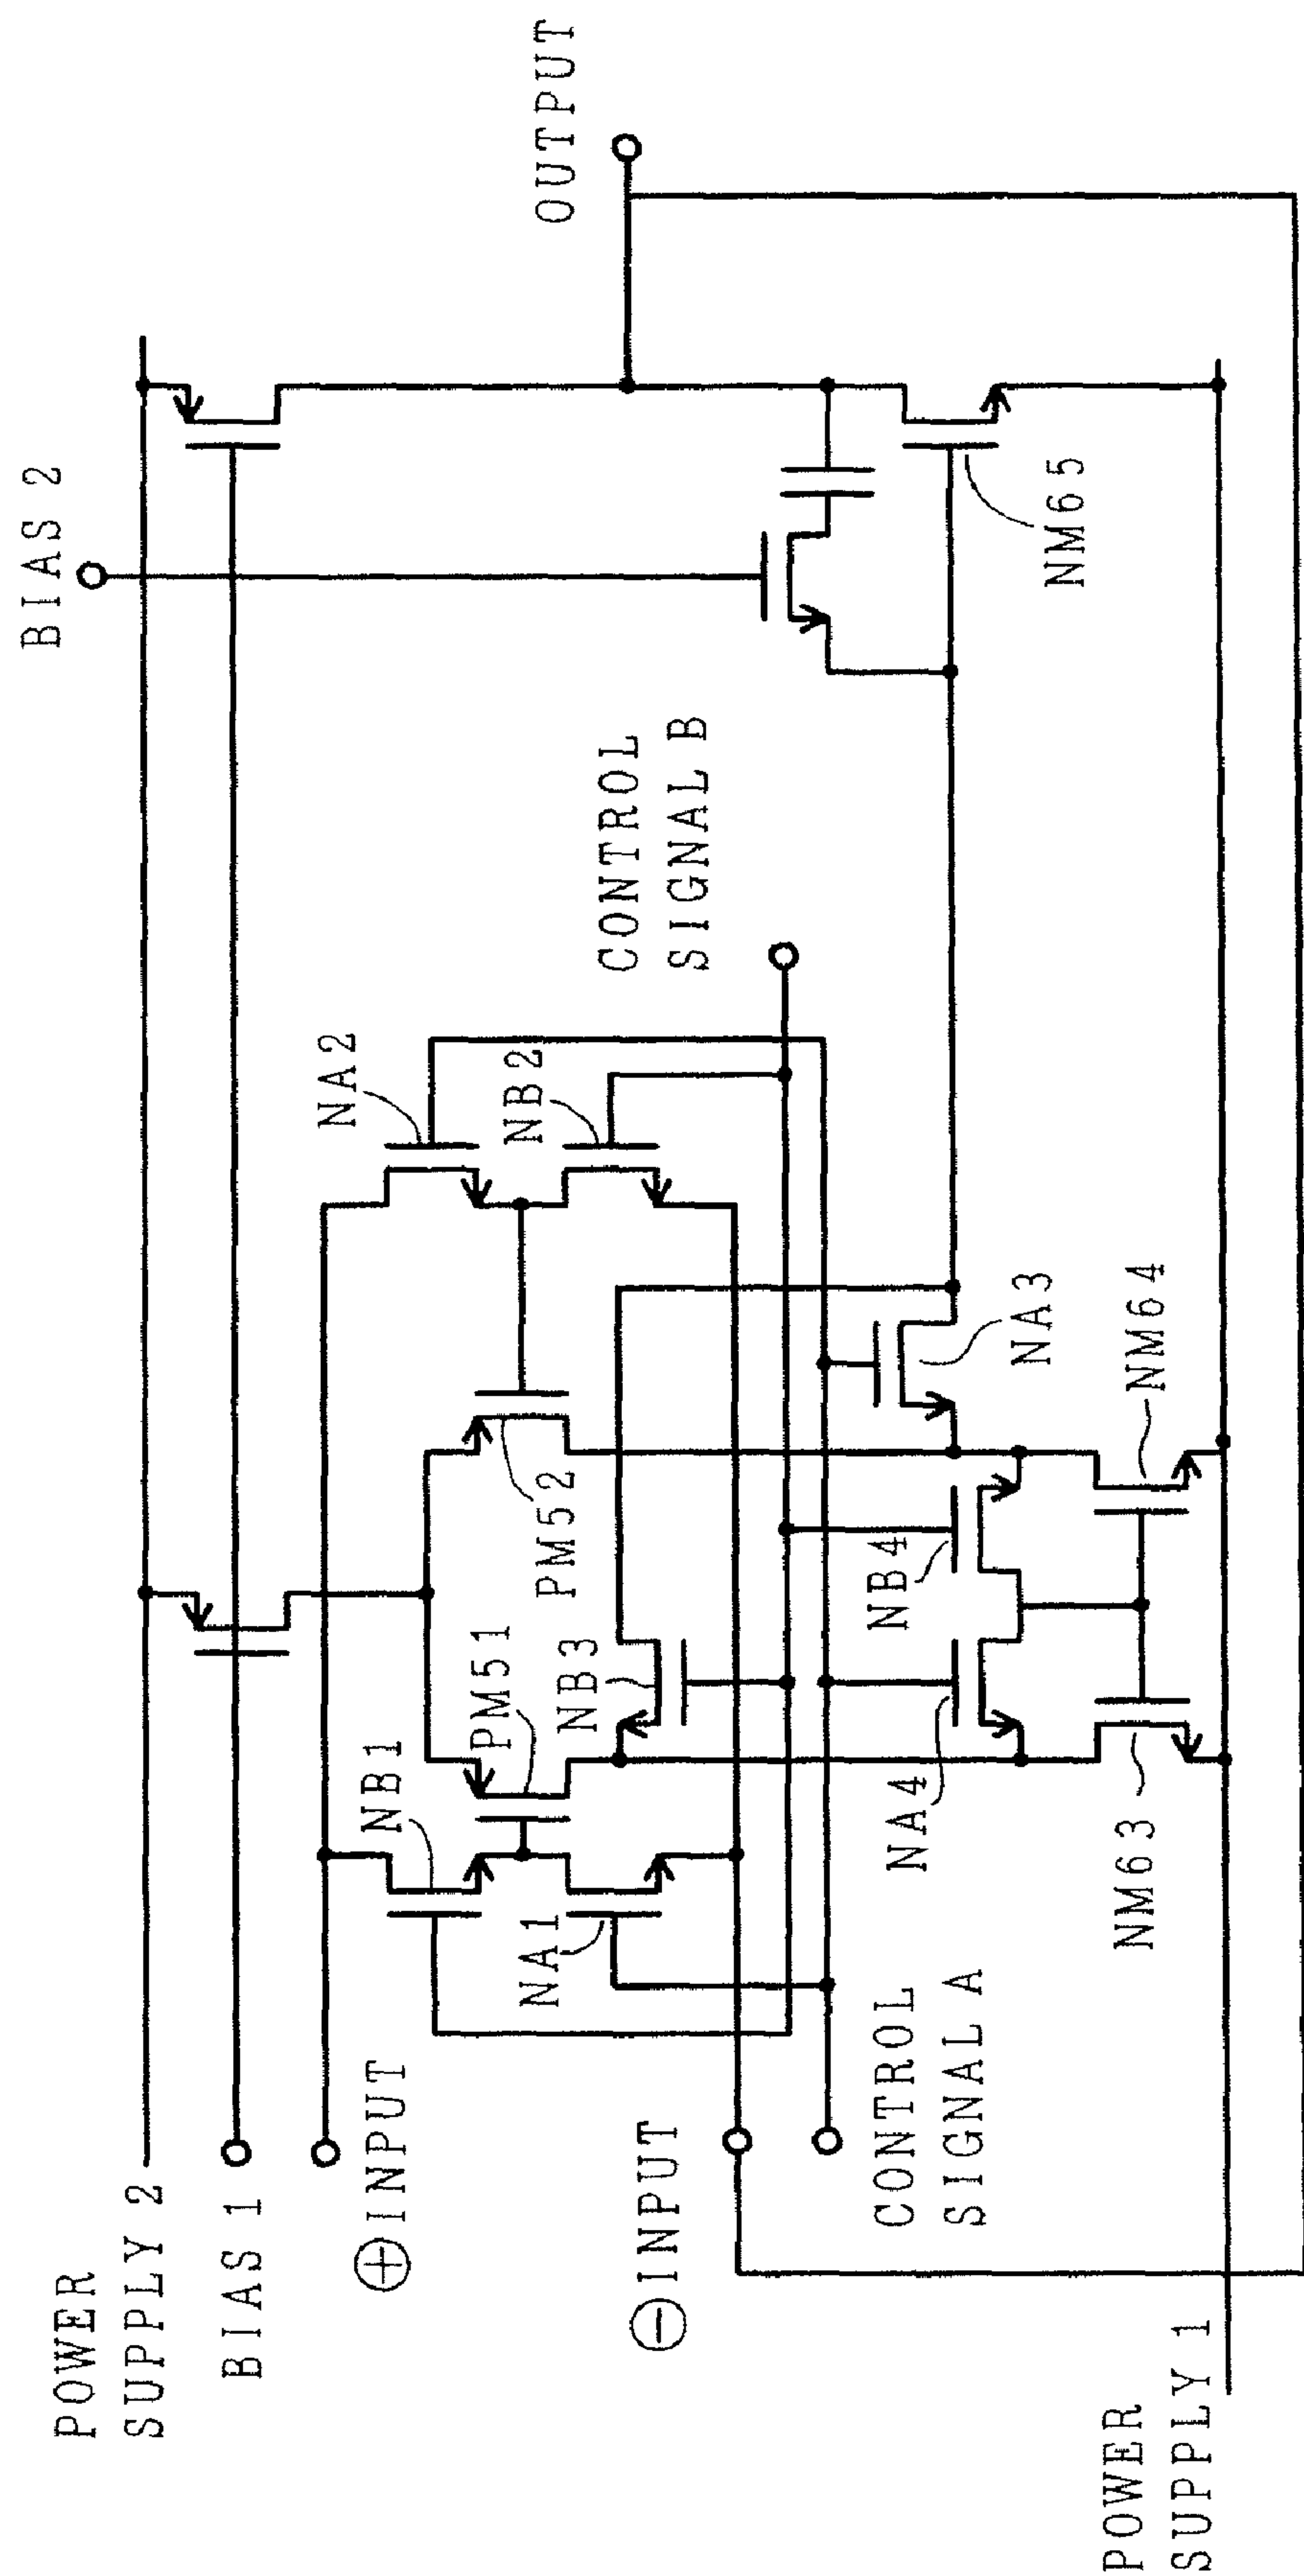 POWER
SUPPLY 2
BIAS 1
⊕INPUT
⊖INPUT
CONTROL
SIGNAL A
POWER
SUPPLY 1
NB1
NA1
PM51
NB3
NA4
NM63
PM52
NB4
NM64
NA3
NA2
NB2
CONTROL
SIGNAL B
BIAS 2
NM65
OUTPUT